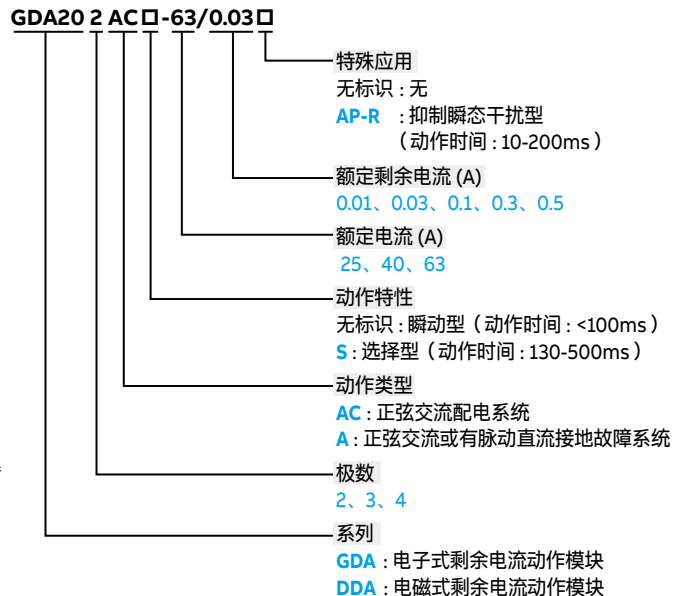 GDA20 2 AC □ -63/0.03 □
特殊应用
无标识 : 无
AP-R : 抑制瞬态干扰型
( 动作时间 : 10-200ms )
额定剩余电流 (A)
0.01、0.03、0.1、0.3、0.5
额定电流 (A)
25、40、63
动作特性
无标识 : 瞬动型 ( 动作时间 : <100ms )
S : 选择型 ( 动作时间 : 130-500ms )
动作类型
AC : 正弦交流配电系统
A : 正弦交流或有脉动直流接地故障系统
极数
2、3、4
系列
GDA : 电子式剩余电流动作模块
DDA : 电磁式剩余电流动作模块